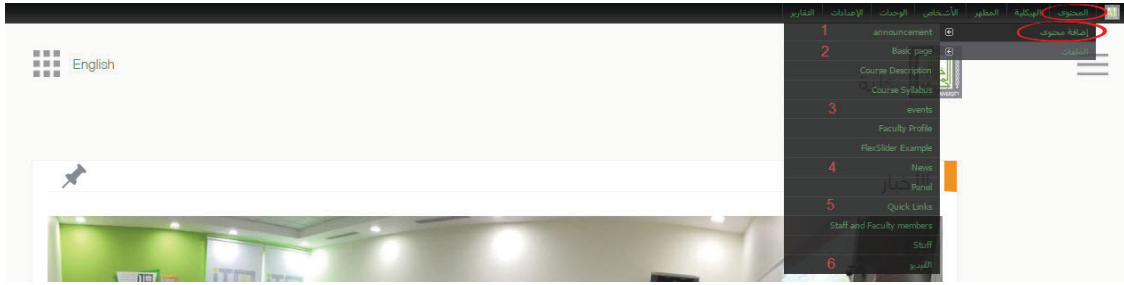 المحتوى الهيكلية المظهر الأشخاص الوحدات الإعدادات التقارير
إضافة محتوى
الملفات
1 announcement
2 Basic page
Course Description
Course Syllabus
3 events
Faculty Profile
FlexSlider Example
4 News
Panel
5 Quick Links
Staff and Faculty members
Stuff
6 الفيديو
English
الأخبار